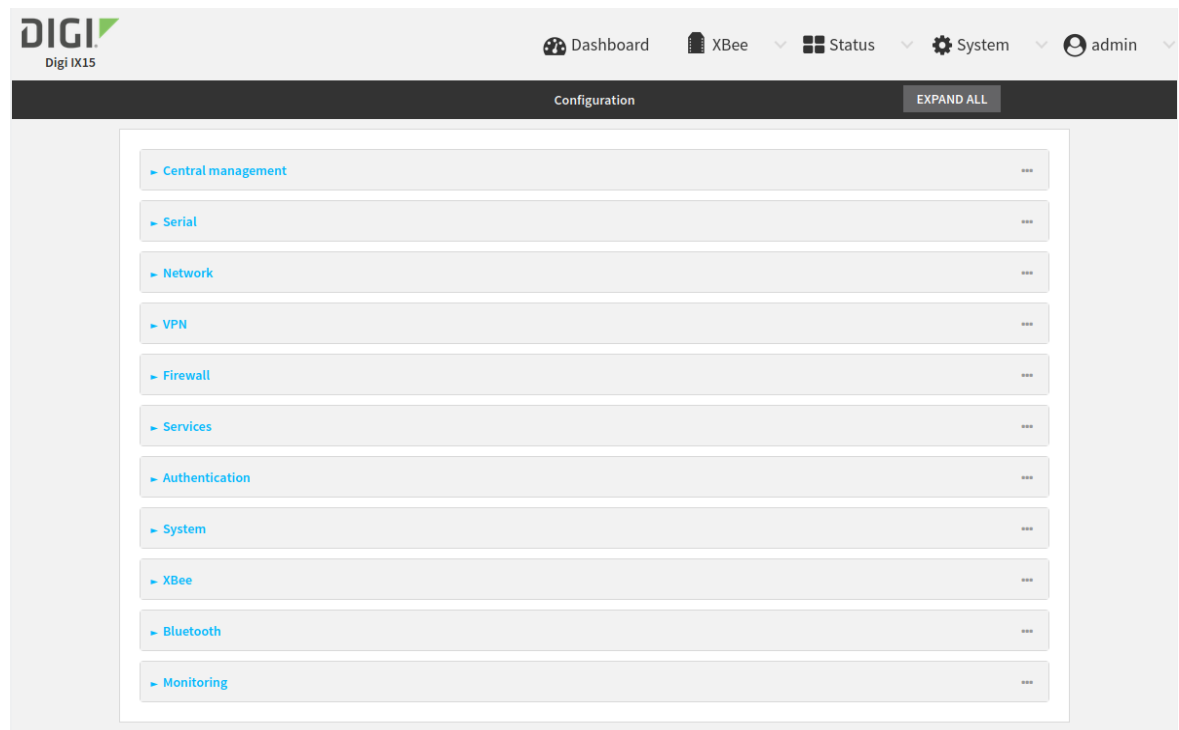 DIGI
Digi IX15
Dashboard XBee Status System admin
Configuration EXPAND ALL
Central management
Serial
Network
VPN
Firewall
Services
Authentication
System
XBee
Bluetooth
Monitoring